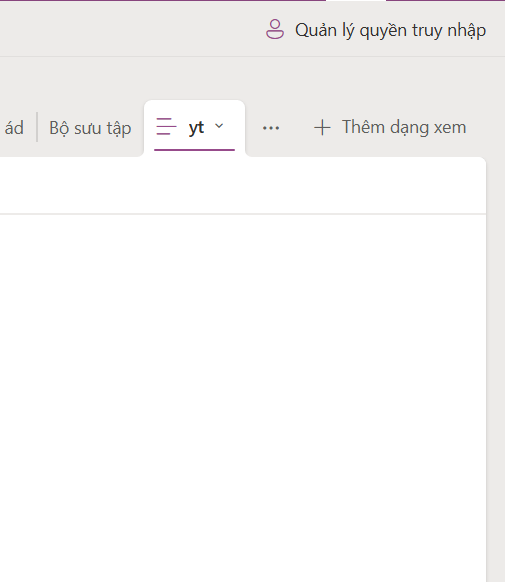 Quản lý quyền truy nhập
ád Bộ sưu tập yt ... Thêm dạng xem